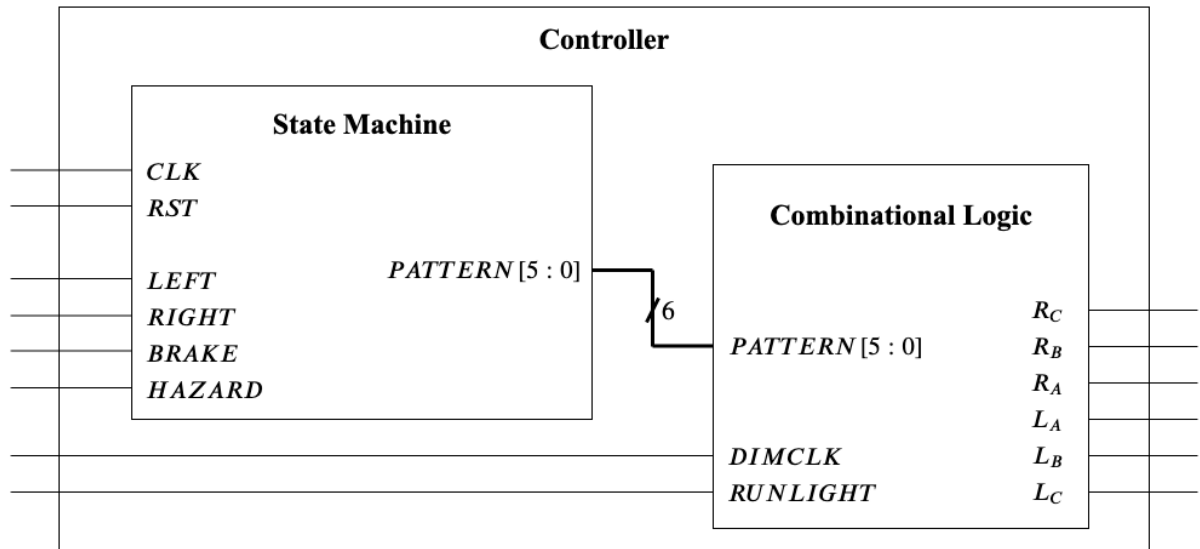 Controller
State Machine
CLK
RST
LEFT
RIGHT
BRAKE
HAZARD
PATTERN[5 : 0]
6
Combinational Logic
PATTERN[5 : 0]
DIMCLK
RUNLIGHT
R_C
R_B
R_A
L_A
L_B
L_C